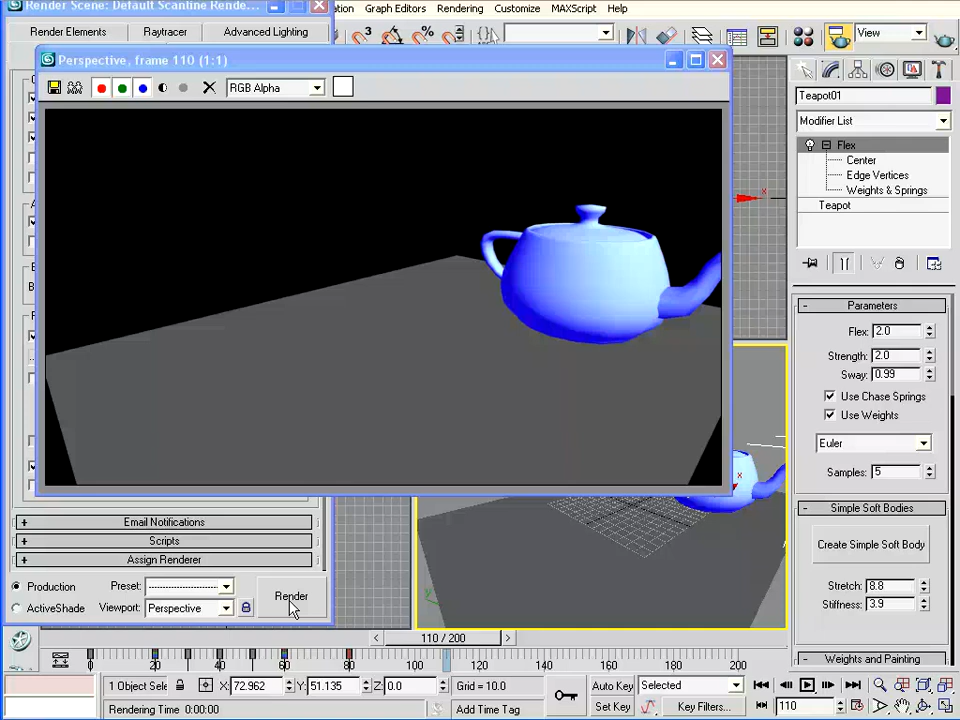 Render Scene: Default Scanline Rende...
Graph Editors
Rendering
Customize
MAXScript
Help
Render Elements
Raytracer
Advanced Lighting
View
Perspective, frame 110 (1:1)
RGB Alpha
Teapot01
Modifier List
Flex
Center
Edge Vertices
Weights & Springs
Teapot
Parameters
Flex: 2.0
Strength: 2.0
Sway: 0.99
Use Chase Springs
Use Weights
Euler
Samples: 5
Simple Soft Bodies
Create Simple Soft Body
Stretch: 8.8
Stiffness: 3.9
Weights and Painting
Email Notifications
Scripts
Assign Renderer
Production
Preset: --------------------
Render
ActiveShade
Viewport: Perspective
110 / 200
0 20 40 60 80 100 120 140 160 180 200
1 Object Sele
X: 72.962
Y: 51.135
Z: 0.0
Grid = 10.0
Auto Key
Selected
Rendering Time 0:00:00
Add Time Tag
Set Key
Key Filters...
110